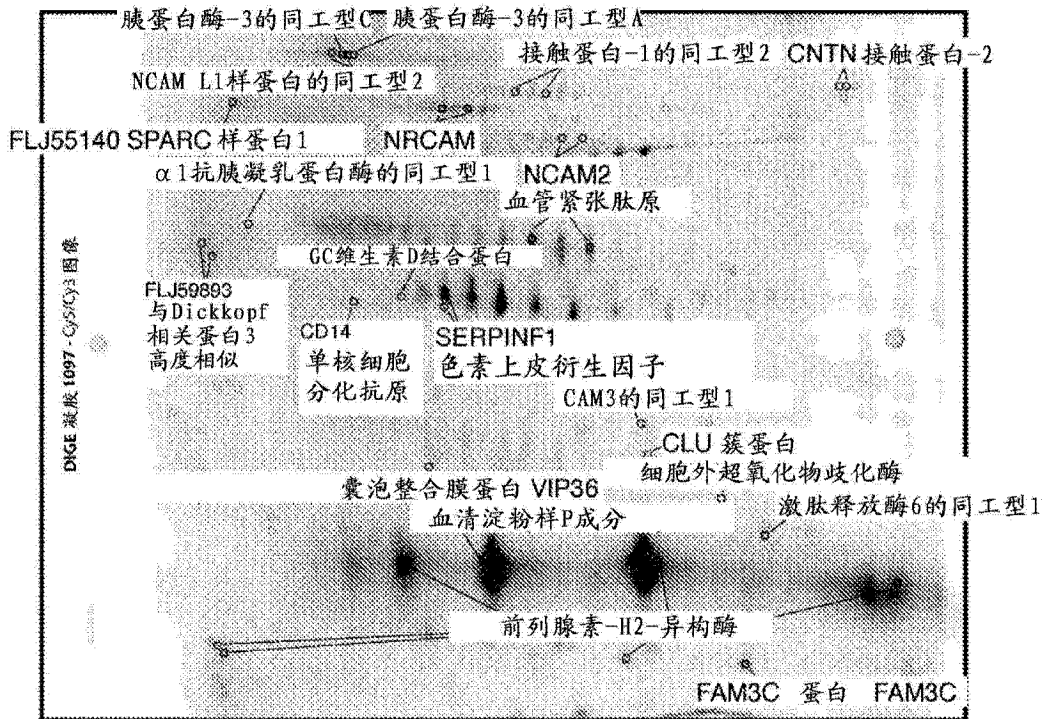 胰蛋白酶-3的同工型C 胰蛋白酶-3的同工型A
接触蛋白-1的同工型2 CNTN 接触蛋白-2
NCAM L1样蛋白的同工型2
FLJ55140 SPARC 样蛋白1 NRCAM
α1抗胰凝乳蛋白酶的同工型1 NCAM2
血管紧张肽原
GC维生素D结合蛋白
FLJ59893
与Dickkopf
相关蛋白3
高度相似
CD14
单核细胞
分化抗原
SERPINF1
色素上皮衍生因子
CAM3的同工型1
CLU 簇蛋白
细胞外超氧化物歧化酶
囊泡整合膜蛋白 VIP36
血清淀粉样P成分
激肽释放酶6的同工型1
前列腺素-H2-异构酶
FAM3C 蛋白 FAM3C
DIGE 凝胶 1097 - Cy5/Cy3 图像